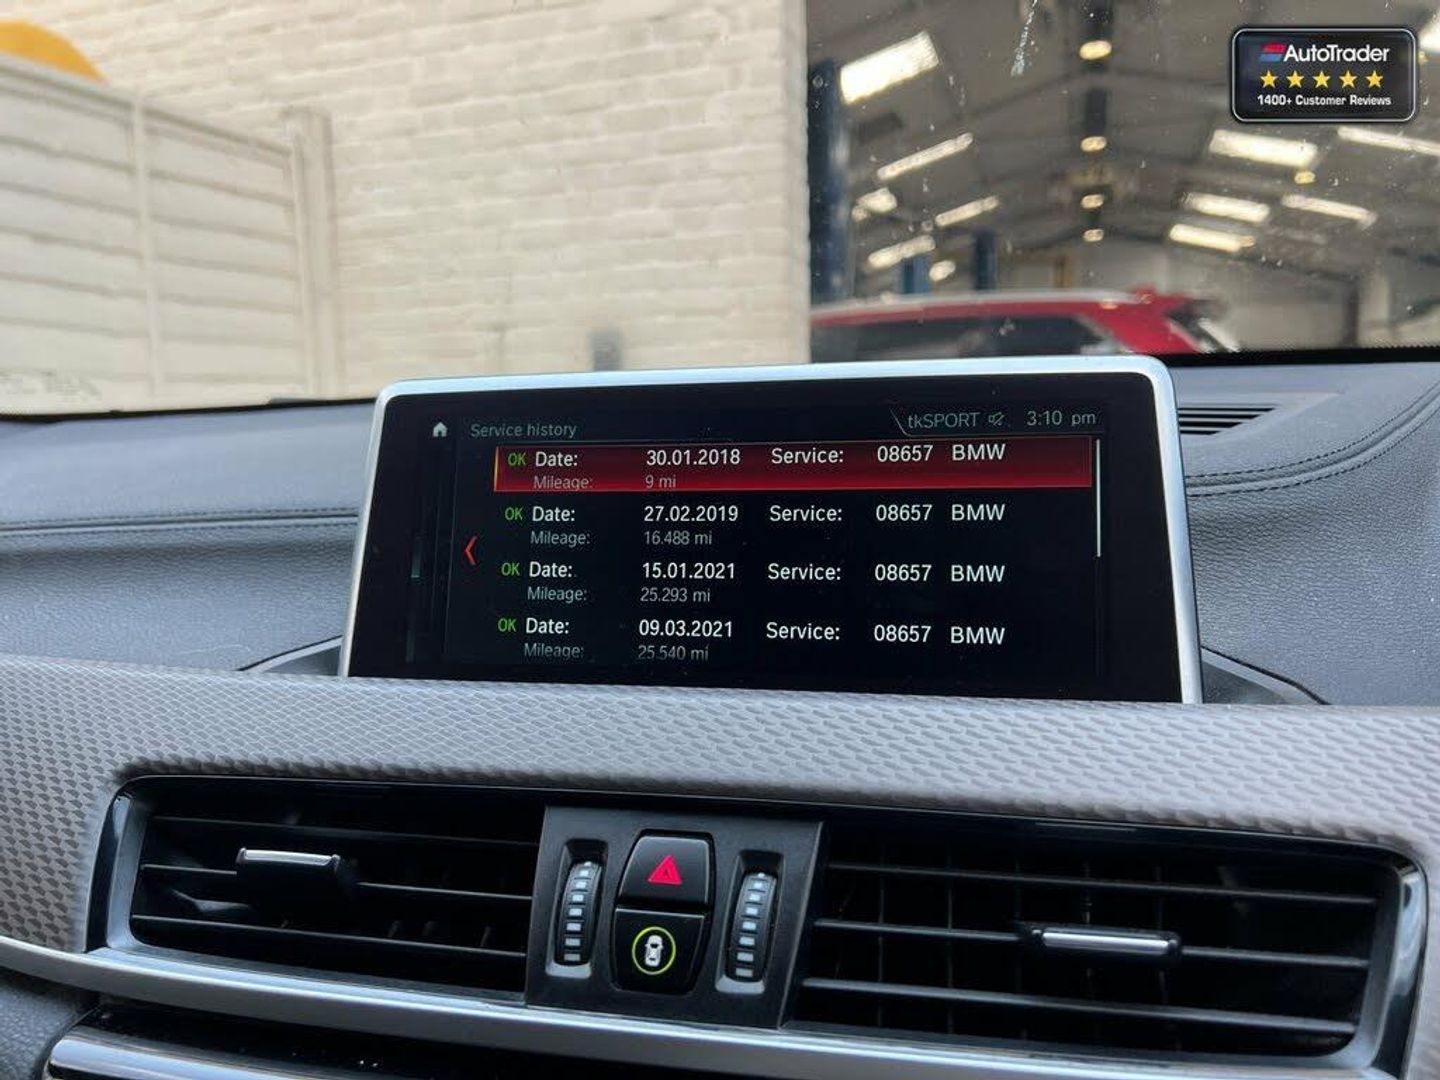 AutoTrader
1400+ Customer Reviews
Service history
tkSPORT 3:10 pm
OK Date: 30.01.2018 Service: 08657 BMW
Mileage: 9 mi
OK Date: 27.02.2019 Service: 08657 BMW
Mileage: 16.488 mi
OK Date: 15.01.2021 Service: 08657 BMW
Mileage: 25.293 mi
OK Date: 09.03.2021 Service: 08657 BMW
Mileage: 25.540 mi